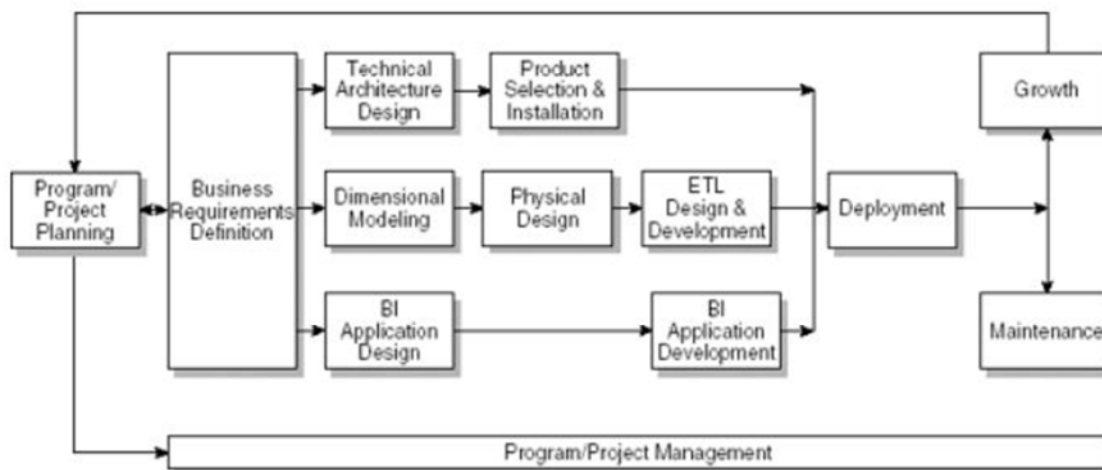 Technical
Architecture
Design
Product
Selection &
Installation
Growth
Program/
Project
Planning
Business
Requirements
Definition
Dimensional
Modeling
Physical
Design
ETL
Design &
Development
Deployment
BI
Application
Design
BI
Application
Development
Maintenance
Program/Project Management